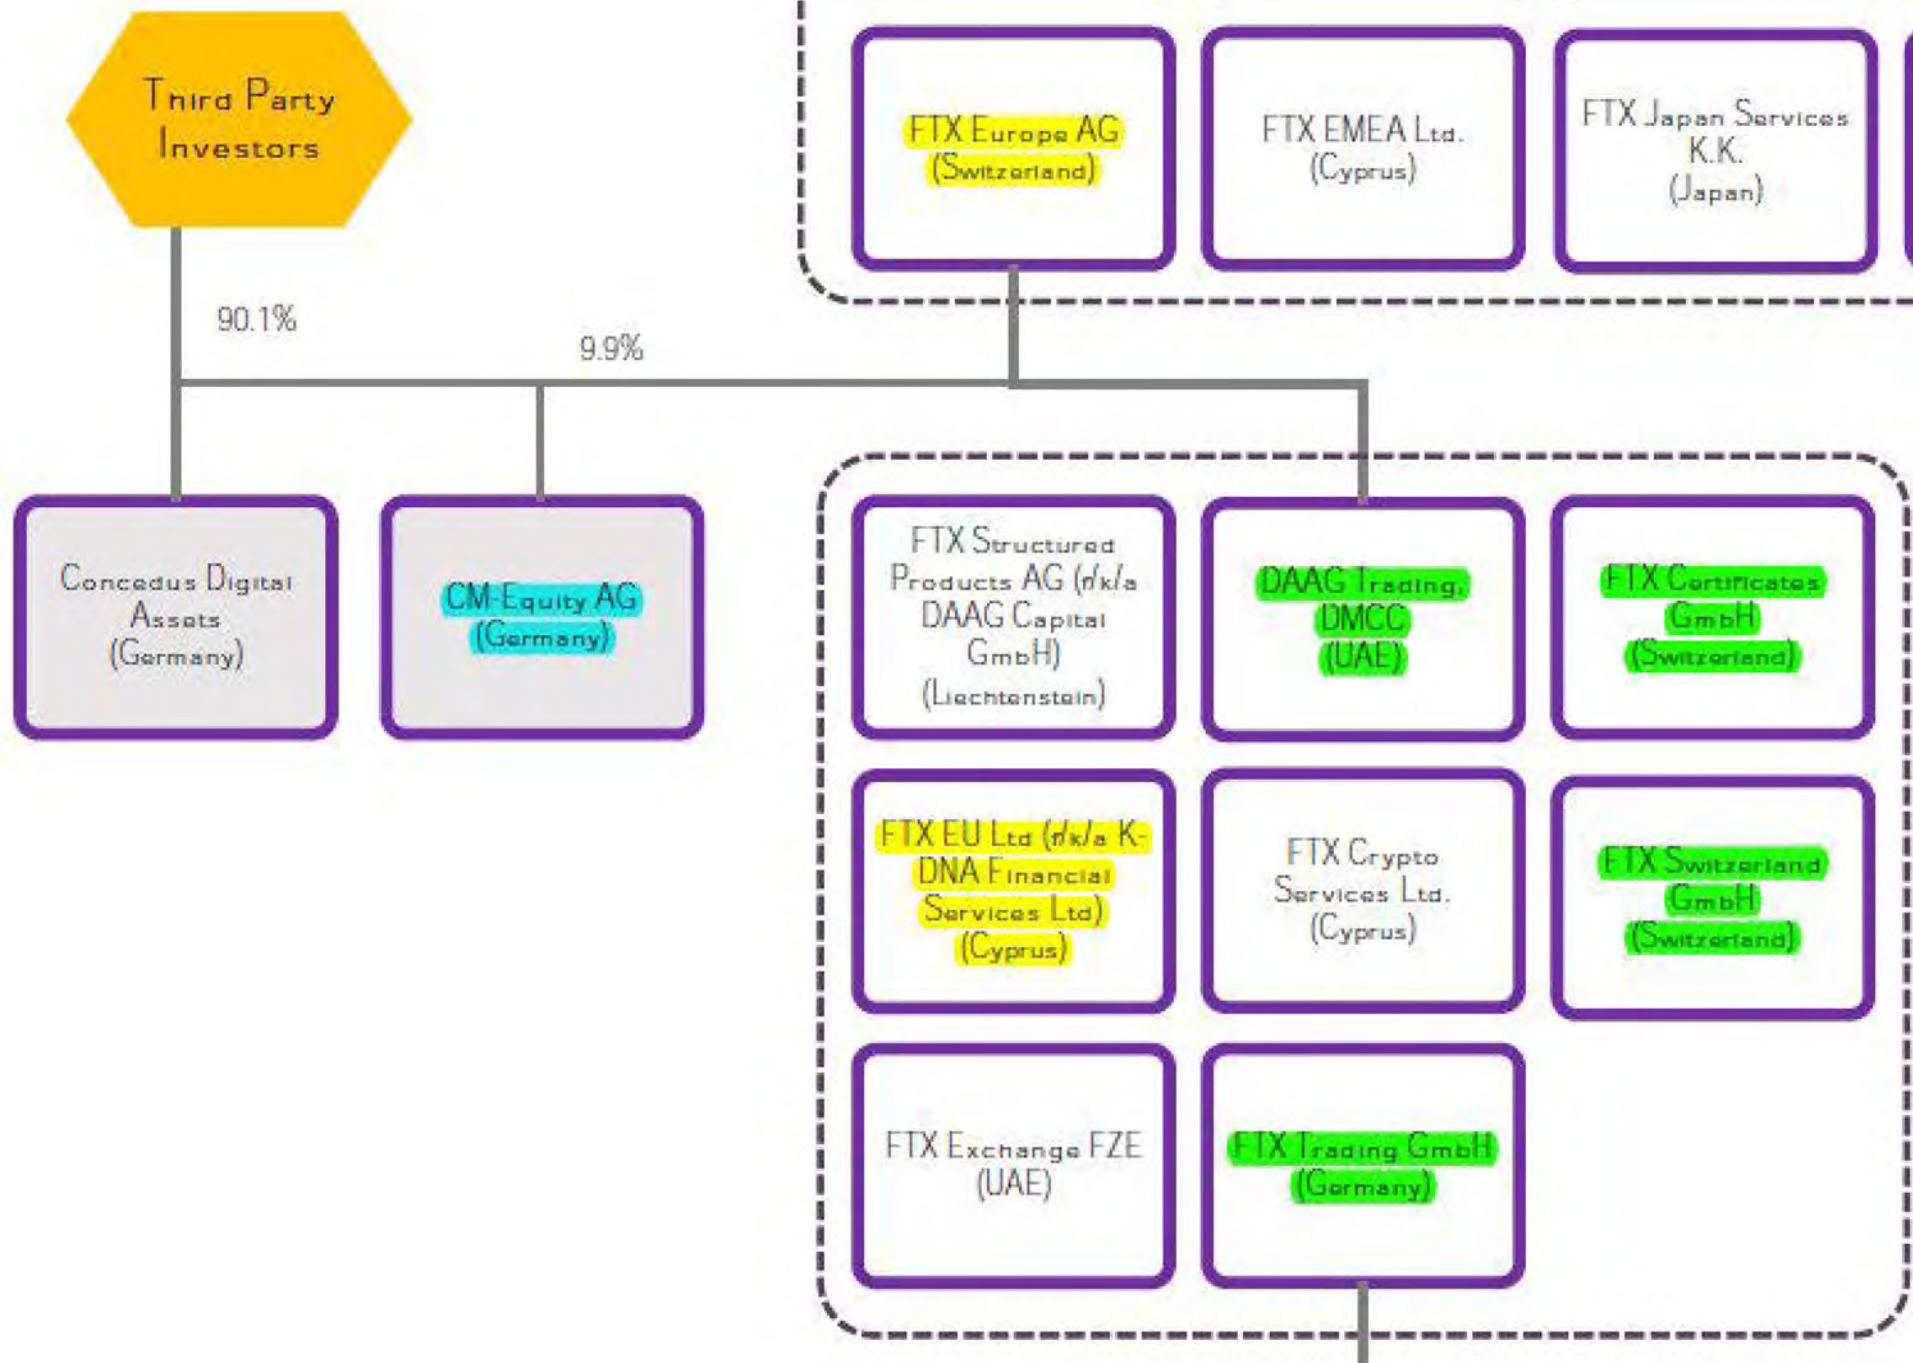 Third Party
Investors
FTX Europe AG
(Switzerland)
FTX EMEA Ltd.
(Cyprus)
FTX Japan Services
K.K.
(Japan)
90.1%
9.9%
Concedus Digital
Assets
(Germany)
CM-Equity AG
(Germany)
FTX Structured
Products AG (f/k/a
DAAG Capital
GmbH)
(Liechtenstein)
DAAG Trading,
DMCC
(UAE)
FTX Certificates
GmbH
(Switzerland)
FTX EU Ltd (f/k/a K-
DNA Financial
Services Ltd)
(Cyprus)
FTX Crypto
Services Ltd.
(Cyprus)
FTX Switzerland
GmbH
(Switzerland)
FTX Exchange FZE
(UAE)
FTX Trading GmbH
(Germany)